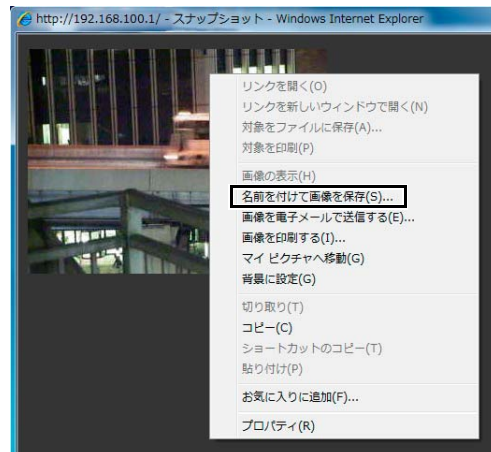 http://192.168.100.1/ - スナップショット - Windows Internet Explorer
リンクを開く(O)
リンクを新しいウィンドウで開く(N)
対象をファイルに保存(A)...
対象を印刷(P)
画像の表示(H)
名前を付けて画像を保存(S)...
画像を電子メールで送信する(E)...
画像を印刷する(I)...
マイ ピクチャへ移動(G)
背景に設定(G)
切り取り(T)
コピー(C)
ショートカットのコピー(T)
貼り付け(P)
お気に入りに追加(F)...
プロパティ(R)